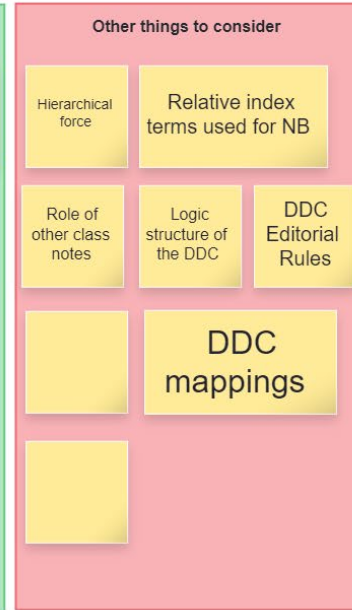 Other things to consider
Hierarchical
force
Relative index
terms used for NB
Role of
other class
notes
Logic
structure of
the DDC
DDC
Editorial
Rules
DDC
mappings